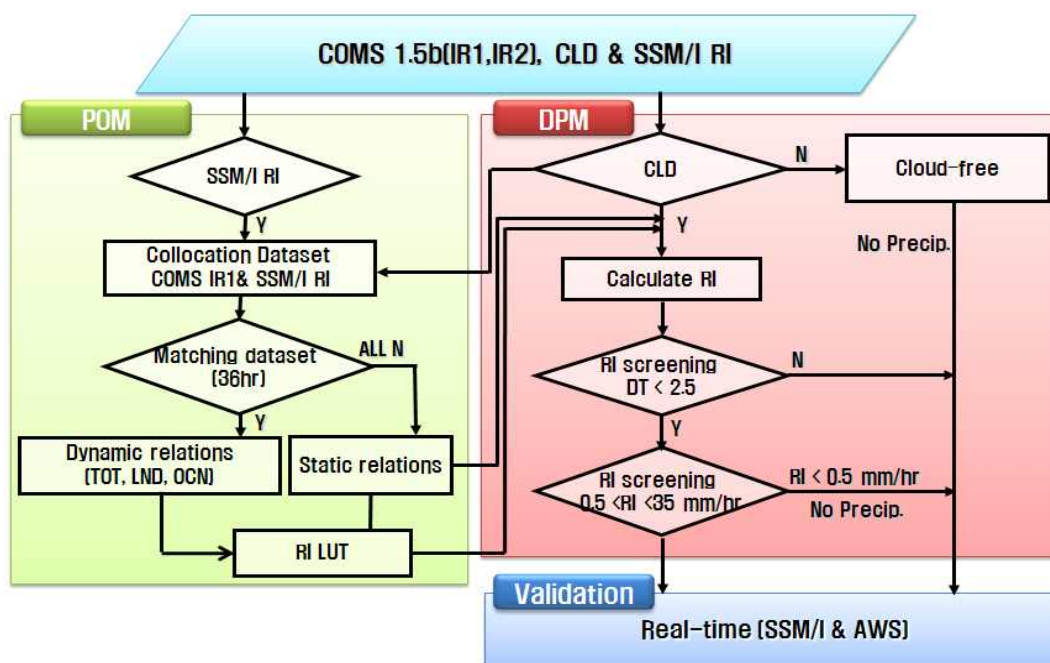 COMS 1.5b(IR1,IR2), CLD & SSM/I RI
POM
SSM/I RI
Y
Collocation Dataset
COMS IR1& SSM/I RI
Matching dataset
(36hr)
ALL N
Y
Dynamic relations
(TOT, LND, OCN)
Static relations
RI LUT
DPM
CLD
N
Cloud-free
Y
No Precip.
Calculate RI
RI screening
DT < 2.5
N
Y
RI screening
0.5 <RI <35 mm/hr
RI < 0.5 mm/hr
No Precip.
Validation
Real-time (SSM/I & AWS)